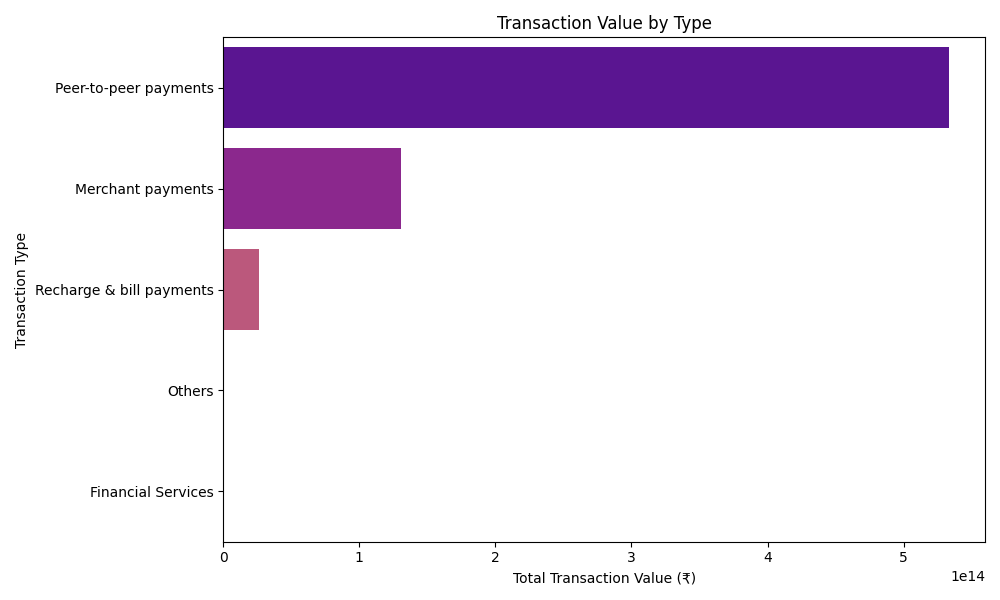 Transaction Value by Type
Transaction Type
Peer-to-peer payments
Merchant payments
Recharge & bill payments
Others
Financial Services
0 1 2 3 4 5
1e14
Total Transaction Value (₹)